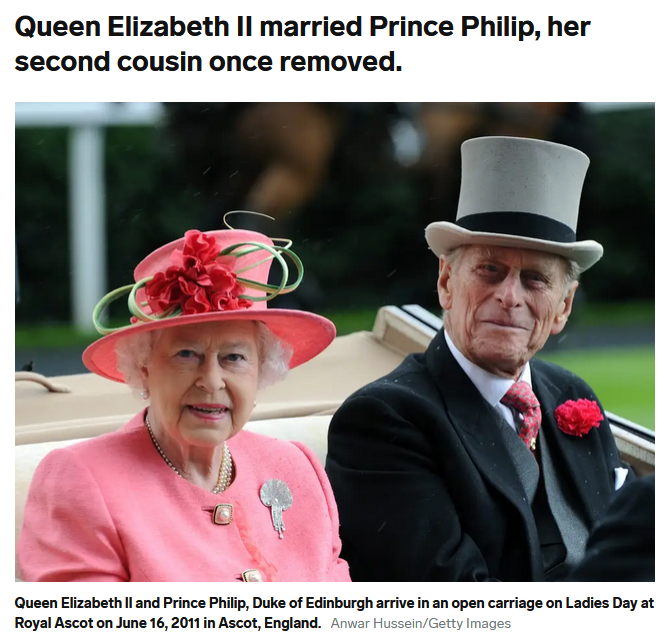 Queen Elizabeth II married Prince Philip, her
second cousin once removed.
Queen Elizabeth II and Prince Philip, Duke of Edinburgh arrive in an open carriage on Ladies Day at
Royal Ascot on June 16, 2011 in Ascot, England. Anwar Hussein/Getty Images